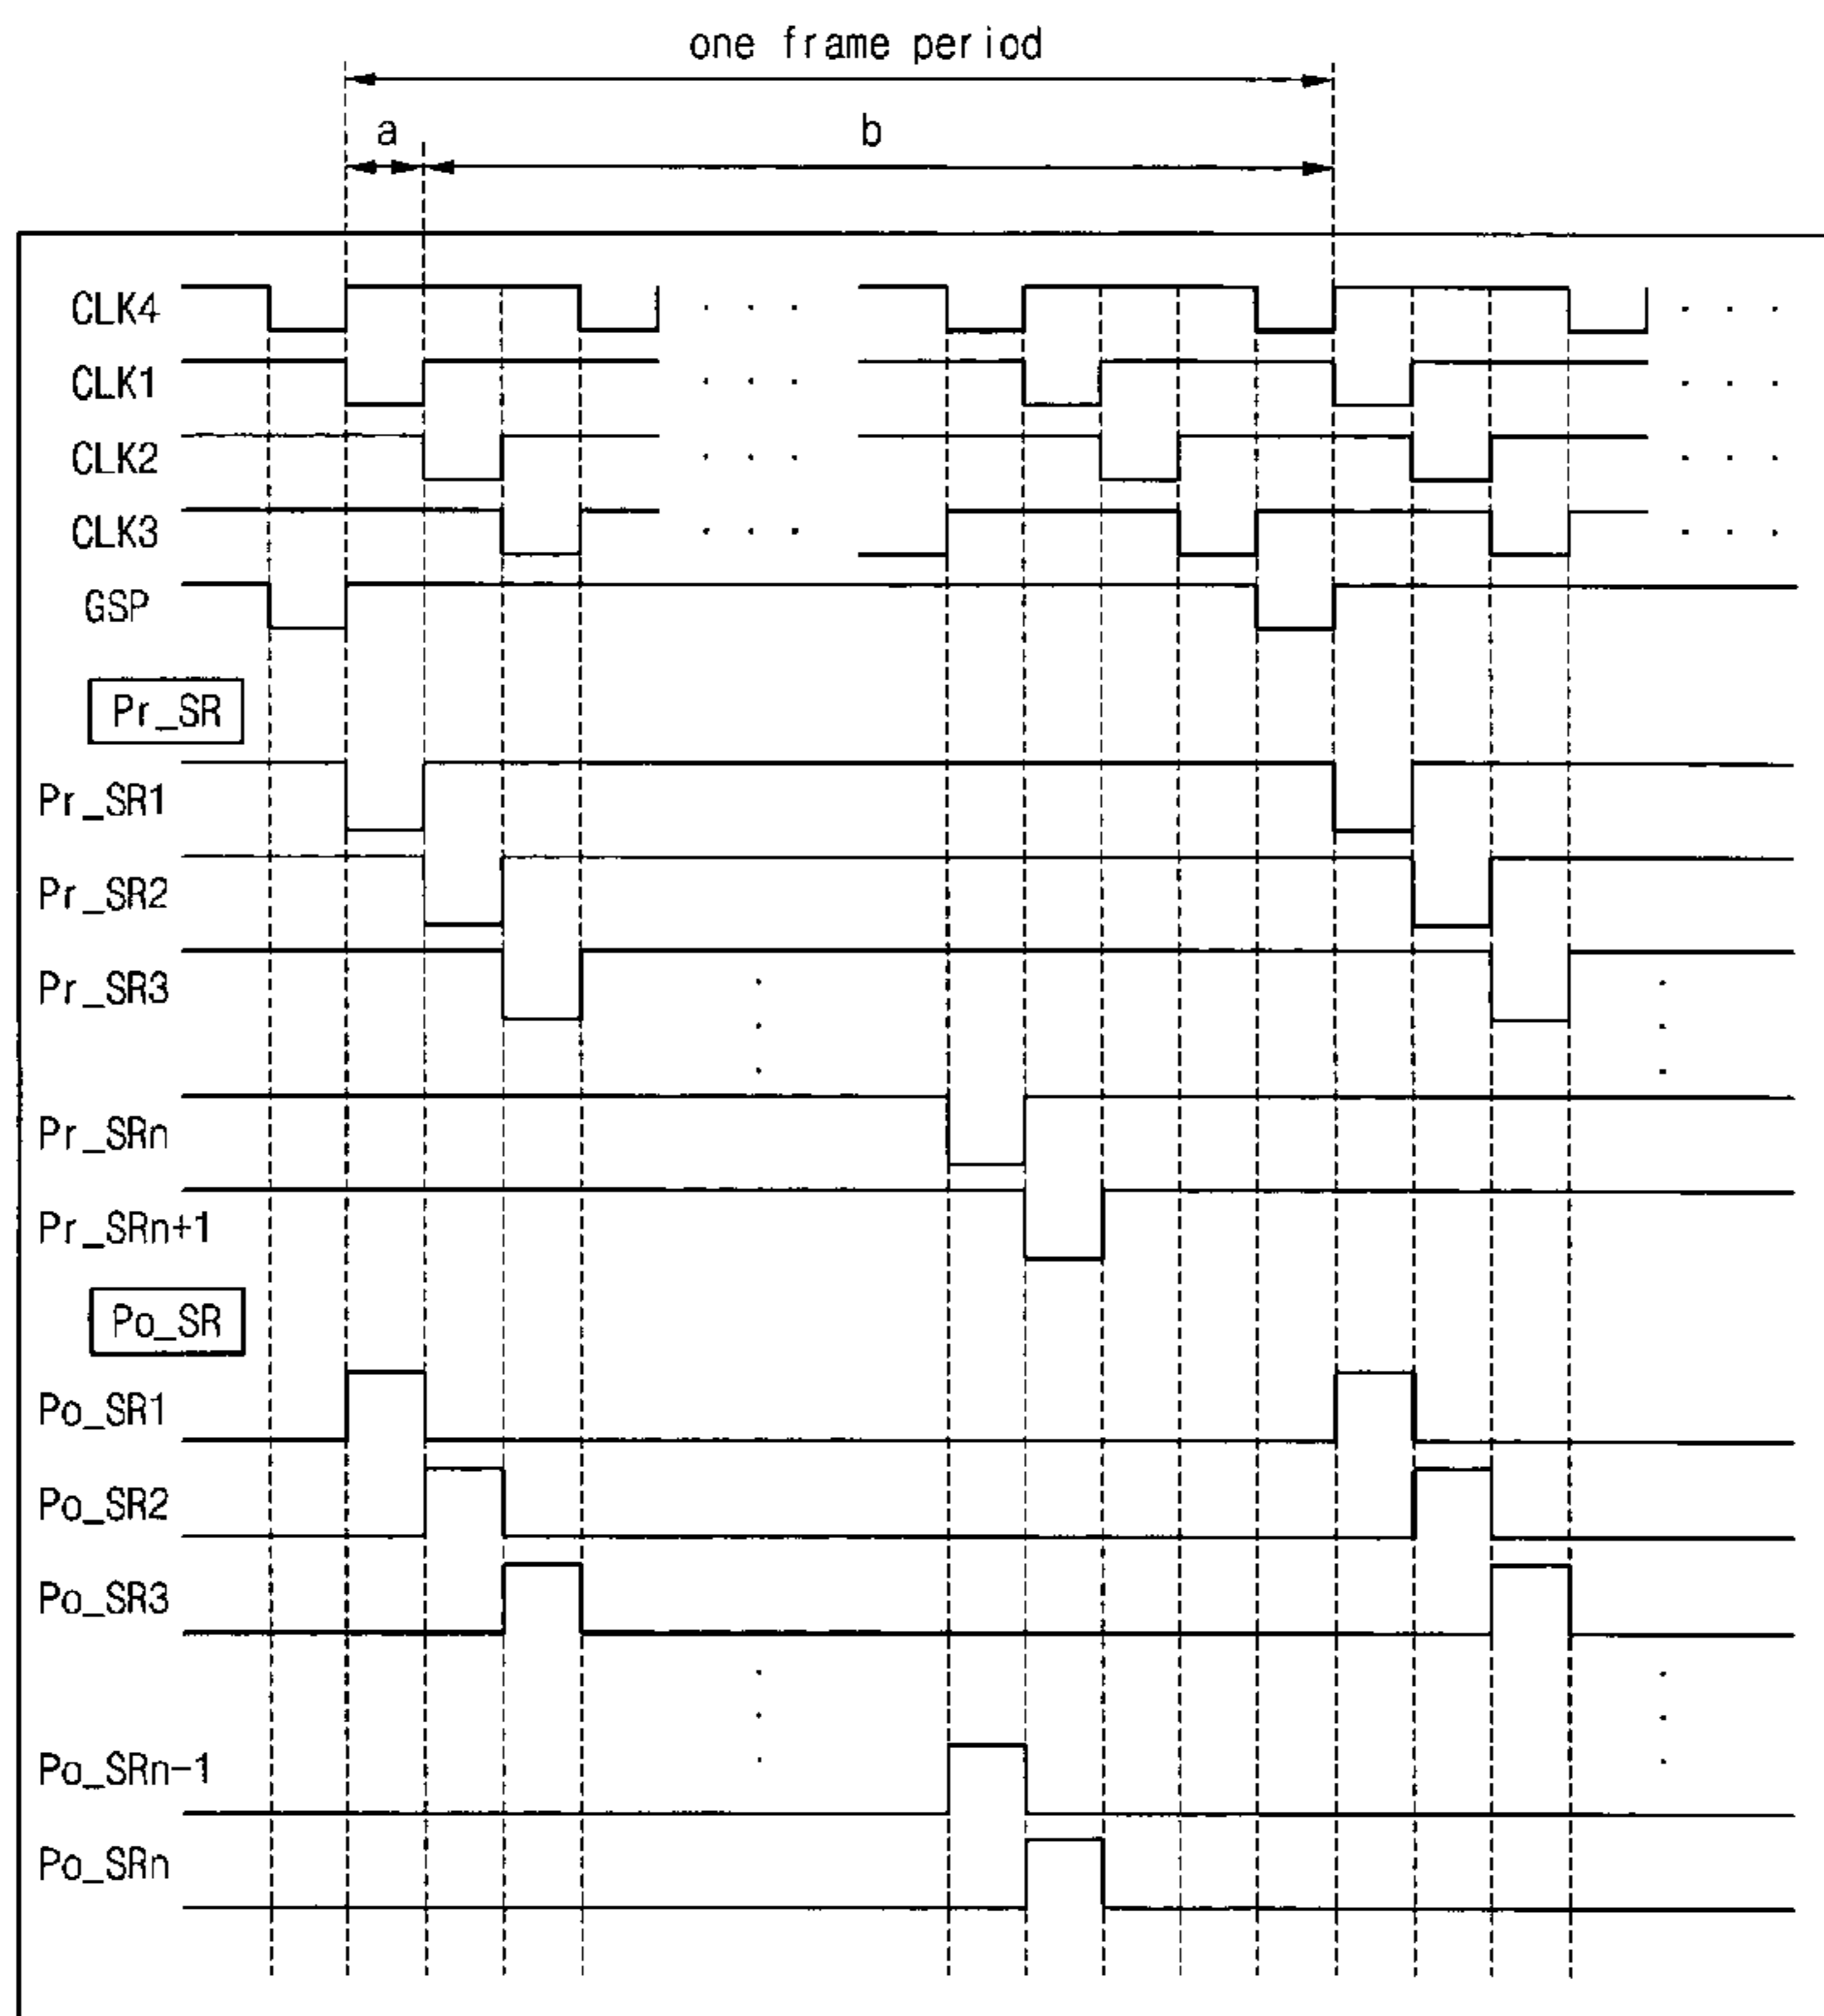 one frame period
a
b
CLK4
CLK1
CLK2
CLK3
GSP
Pr_SR
Pr_SR1
Pr_SR2
Pr_SR3
Pr_SRn
Pr_SRn+1
Po_SR
Po_SR1
Po_SR2
Po_SR3
Po_SRn-1
Po_SRn